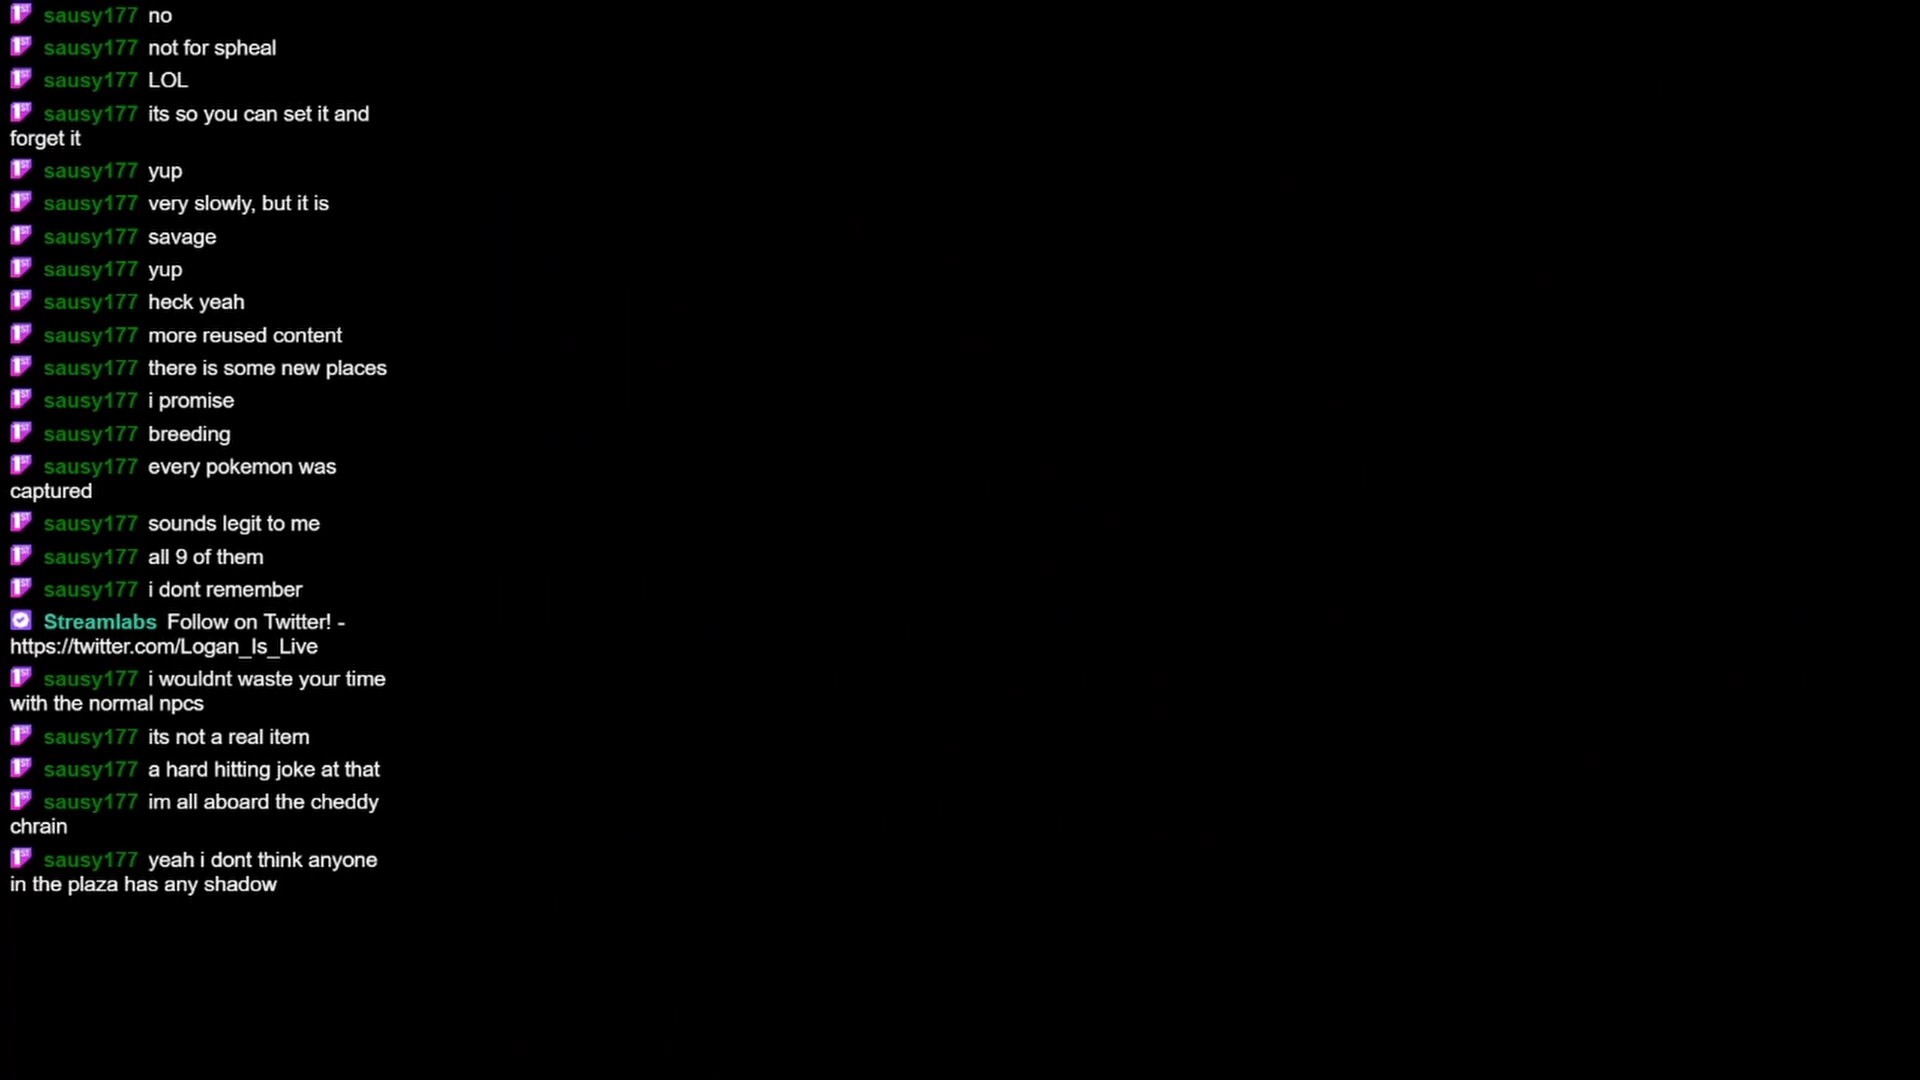 sausy177 no
sausy177 not for spheal
sausy177 LOL
sausy177 its so you can set it and
forget it
sausy177 yup
sausy177 very slowly, but it is
sausy177 savage
sausy177 yup
sausy177 heck yeah
sausy177 more reused content
sausy177 there is some new places
sausy177 i promise
sausy177 breeding
sausy177 every pokemon was
captured
sausy177 sounds legit to me
sausy177 all 9 of them
sausy177 i dont remember
Streamlabs Follow on Twitter! -
https://twitter.com/Logan_Is_Live
sausy177 i wouldnt waste your time
with the normal npcs
sausy177 its not a real item
sausy177 a hard hitting joke at that
sausy177 im all aboard the cheddy
chrain
sausy177 yeah i dont think anyone
in the plaza has any shadow